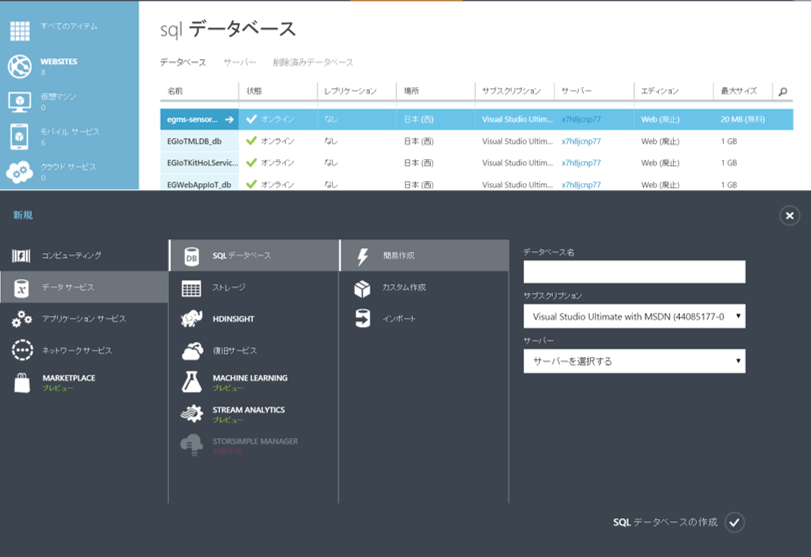 すべてのアイテム
WEBSITES
8
仮想マシン
0
モバイル サービス
6
クラウド サービス
0
sql データベース
データベース サーバー 削除済みデータベース
名前 状態 レプリケーション 場所 サブスクリプション サーバー エディション 最大サイズ
egms-sensor... オンライン なし 日本 (西) Visual Studio Ultim... x7h8jcnp77 Web (廃止) 20 MB (無料)
EGIoTMLDB_db オンライン なし 日本 (西) Visual Studio Ultim... x7h8jcnp77 Web (廃止) 1 GB
EGIoTKitHoLServic... オンライン なし 日本 (西) Visual Studio Ultim... x7h8jcnp77 Web (廃止) 1 GB
EGWebAppIoT_db オンライン なし 日本 (西) Visual Studio Ultim... x7h8jcnp77 Web (廃止) 1 GB
新規
コンピューティング
データ サービス
アプリケーション サービス
ネットワーク サービス
MARKETPLACE
プレビュー
DB
SQL データベース
ストレージ
HDINSIGHT
復旧サービス
MACHINE LEARNING
プレビュー
STREAM ANALYTICS
プレビュー
STORSIMPLE MANAGER
簡易作成
カスタム作成
インポート
データベース名
サブスクリプション
Visual Studio Ultimate with MSDN (44085177-0
サーバー
サーバーを選択する
SQL データベースの作成